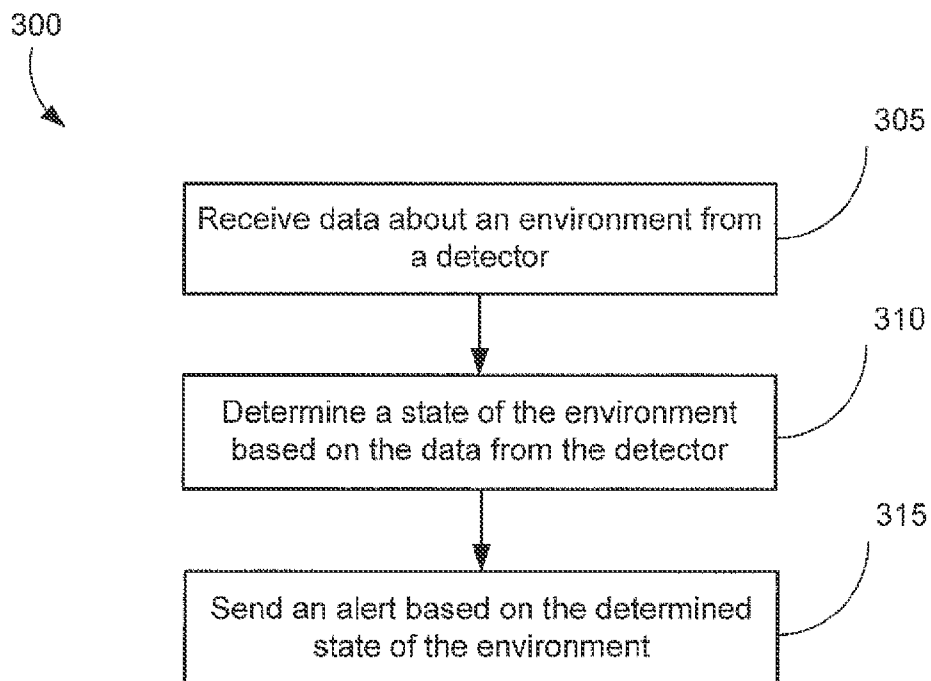 300
305
Receive data about an environment from
a detector
310
Determine a state of the environment
based on the data from the detector
315
Send an alert based on the determined
state of the environment